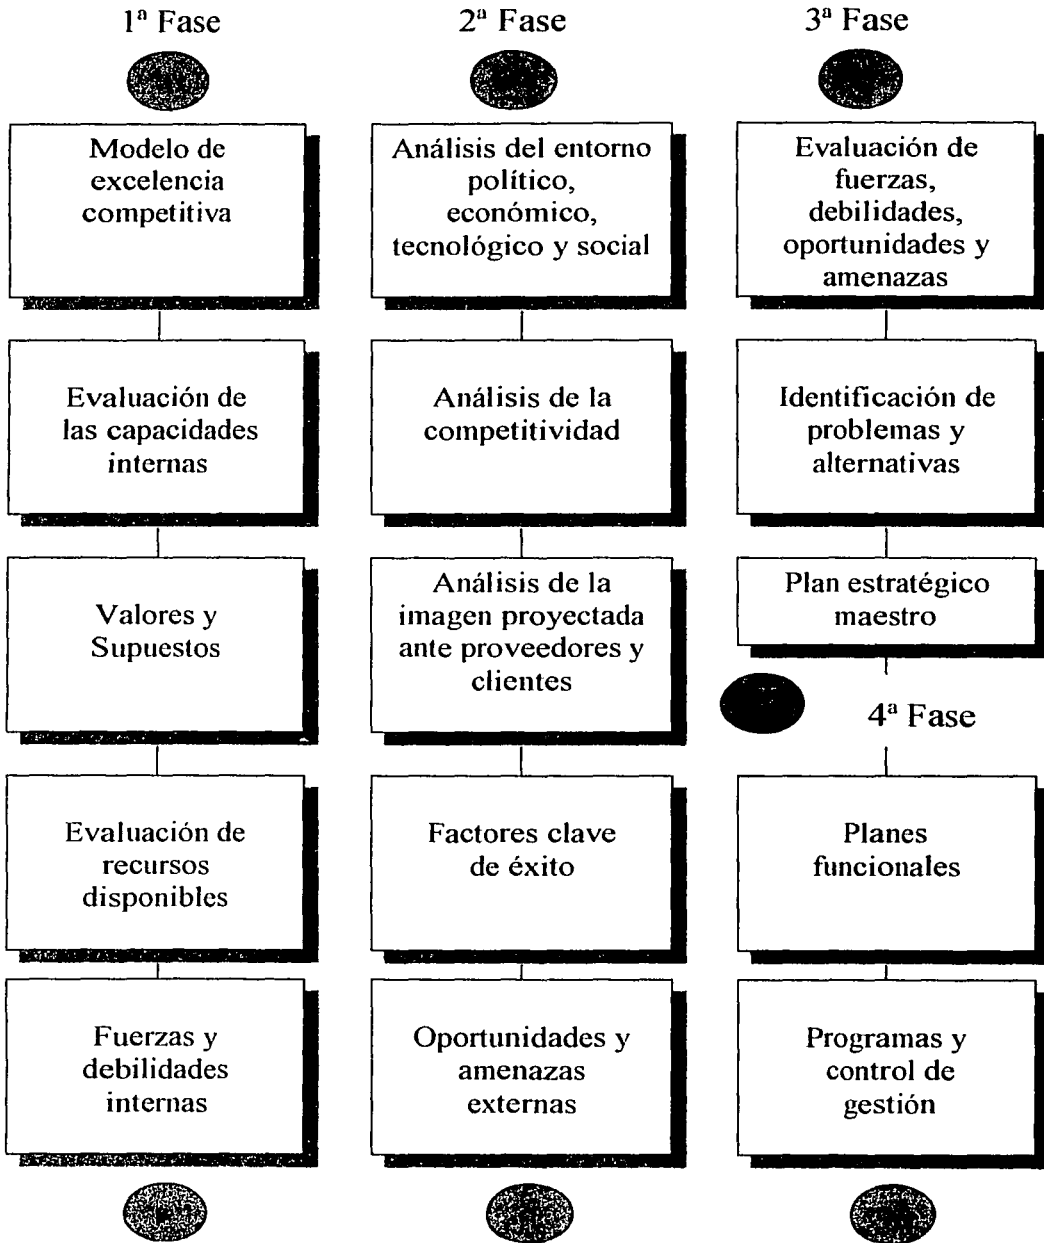 1ª Fase
Modelo de
excelencia
competitiva
Evaluación de
las capacidades
internas
Valores y
Supuestos
Evaluación de
recursos
disponibles
Fuerzas y
debilidades
internas
2ª Fase
Análisis del entorno
político,
económico,
tecnológico y social
Análisis de la
competitividad
Análisis de la
imagen proyectada
ante proveedores y
clientes
Factores clave
de éxito
Oportunidades y
amenazas
externas
3ª Fase
Evaluación de
fuerzas,
debilidades,
oportunidades y
amenazas
Identificación de
problemas y
alternativas
Plan estratégico
maestro
4ª Fase
Planes
funcionales
Programas y
control de
gestión